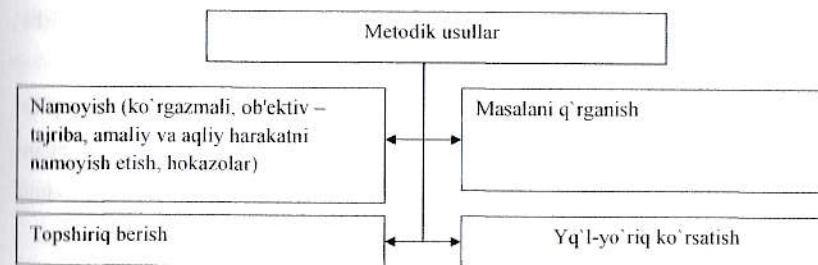 Metodik usullar
Namoyish (ko`rgazmali, ob'ektiv –
tajriba, amaliy va aqliy harakatni
namoyish etish, hokazolar)
Masalani q`rganish
Topshiriq berish
Yq`l-yo`riq ko`rsatish